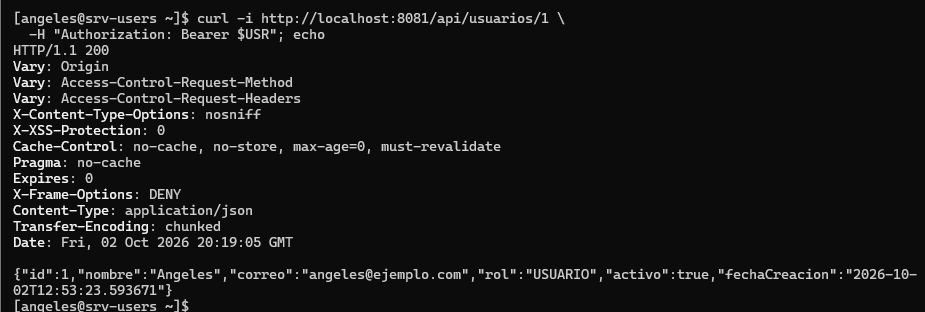 [angeles@srv-users ~]$ curl -i http://localhost:8081/api/usuarios/1 \
  -H "Authorization: Bearer $USR"; echo
HTTP/1.1 200
Vary: Origin
Vary: Access-Control-Request-Method
Vary: Access-Control-Request-Headers
X-Content-Type-Options: nosniff
X-XSS-Protection: 0
Cache-Control: no-cache, no-store, max-age=0, must-revalidate
Pragma: no-cache
Expires: 0
X-Frame-Options: DENY
Content-Type: application/json
Transfer-Encoding: chunked
Date: Fri, 02 Oct 2026 20:19:05 GMT

{"id":1,"nombre":"Angeles","correo":"angeles@ejemplo.com","rol":"USUARIO","activo":true,"fechaCreacion":"2026-10-
02T12:53:23.593671"}
[angeles@srv-users ~]$